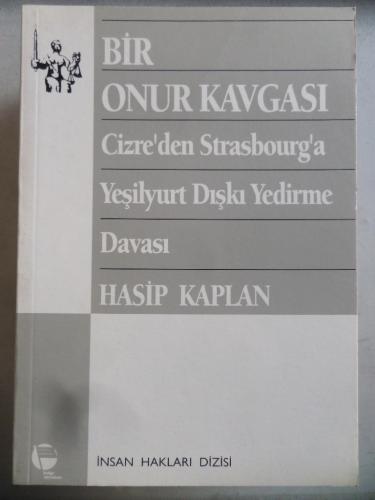 BİR
ONUR KAVGASI
Cizre'den Strasbourg'a
Yeşilyurt Dışkı Yedirme
Davası
HASİP KAPLAN
İNSAN HAKLARI DİZİSİ